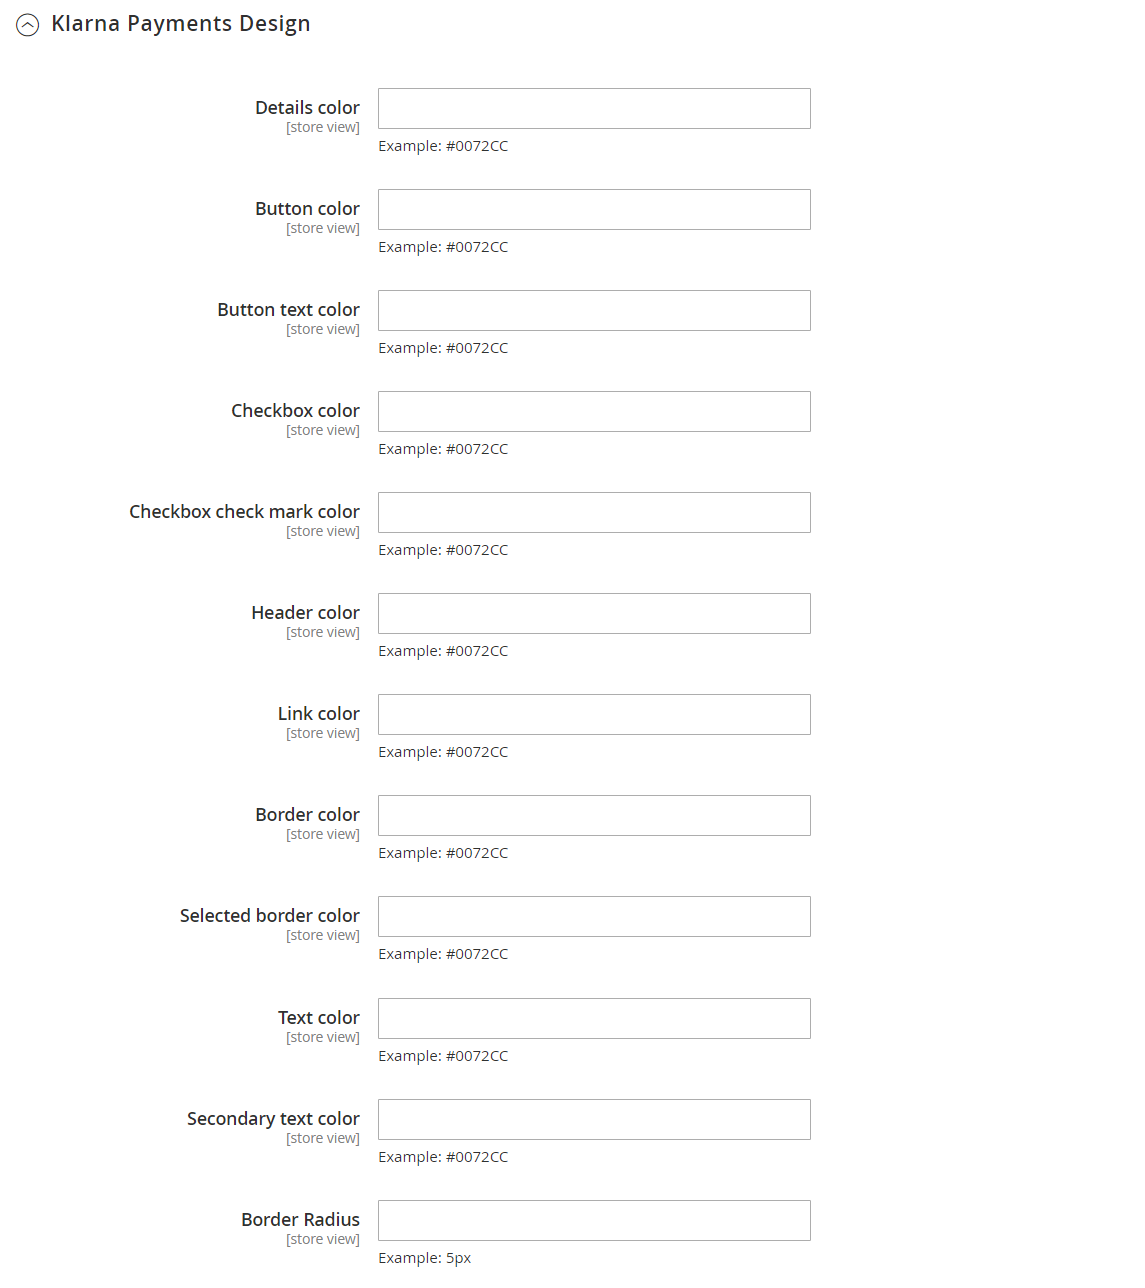 Klarna Payments Design
Details color
[store view]
Example: #0072CC
Button color
[store view]
Example: #0072CC
Button text color
[store view]
Example: #0072CC
Checkbox color
[store view]
Example: #0072CC
Checkbox check mark color
[store view]
Example: #0072CC
Header color
[store view]
Example: #0072CC
Link color
[store view]
Example: #0072CC
Border color
[store view]
Example: #0072CC
Selected border color
[store view]
Example: #0072CC
Text color
[store view]
Example: #0072CC
Secondary text color
[store view]
Example: #0072CC
Border Radius
[store view]
Example: 5px